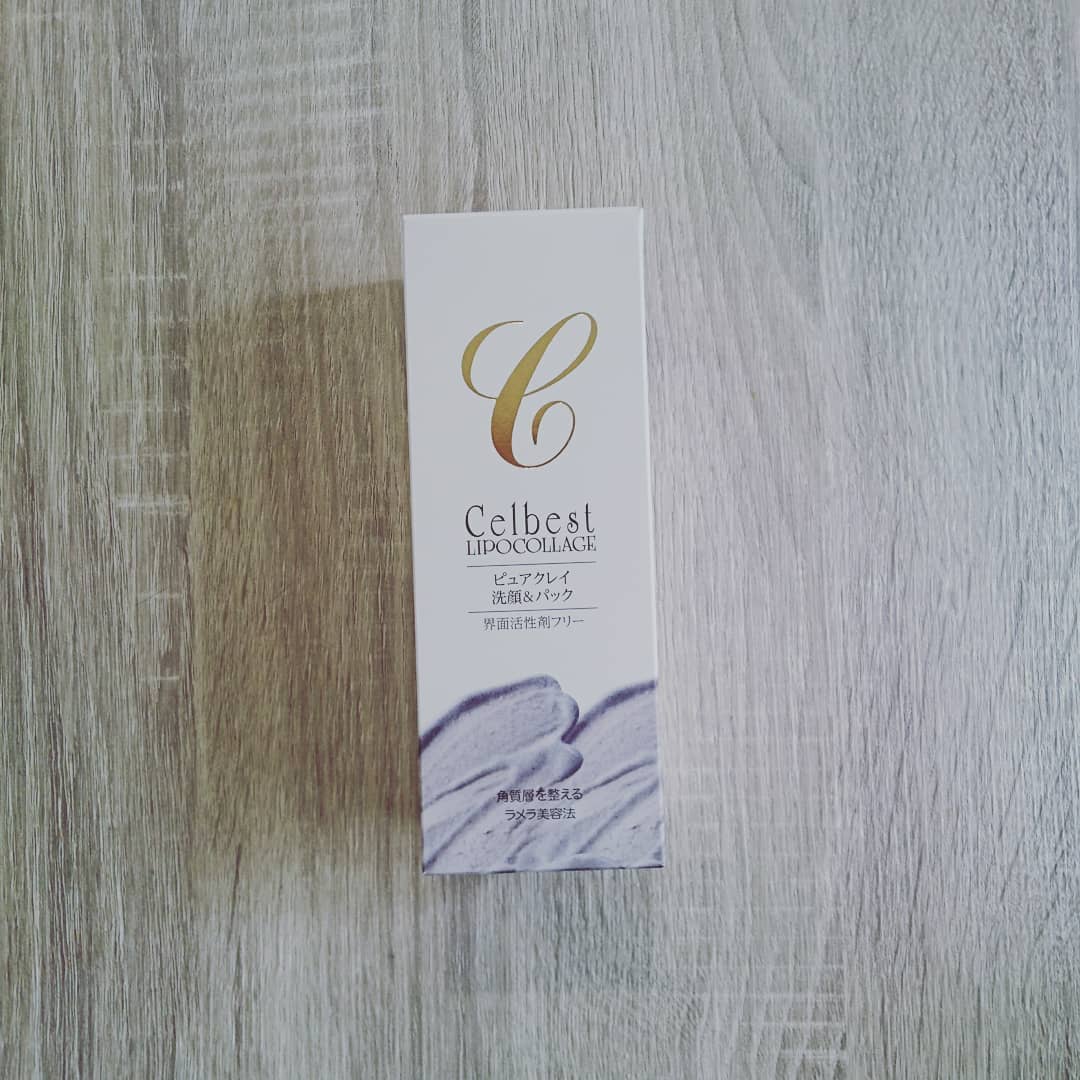 C
Celbest
LIPOCOLLAGE
ピュアクレイ
洗顔&パック
界面活性剤フリー
角質層を整える
ラメラ美容法